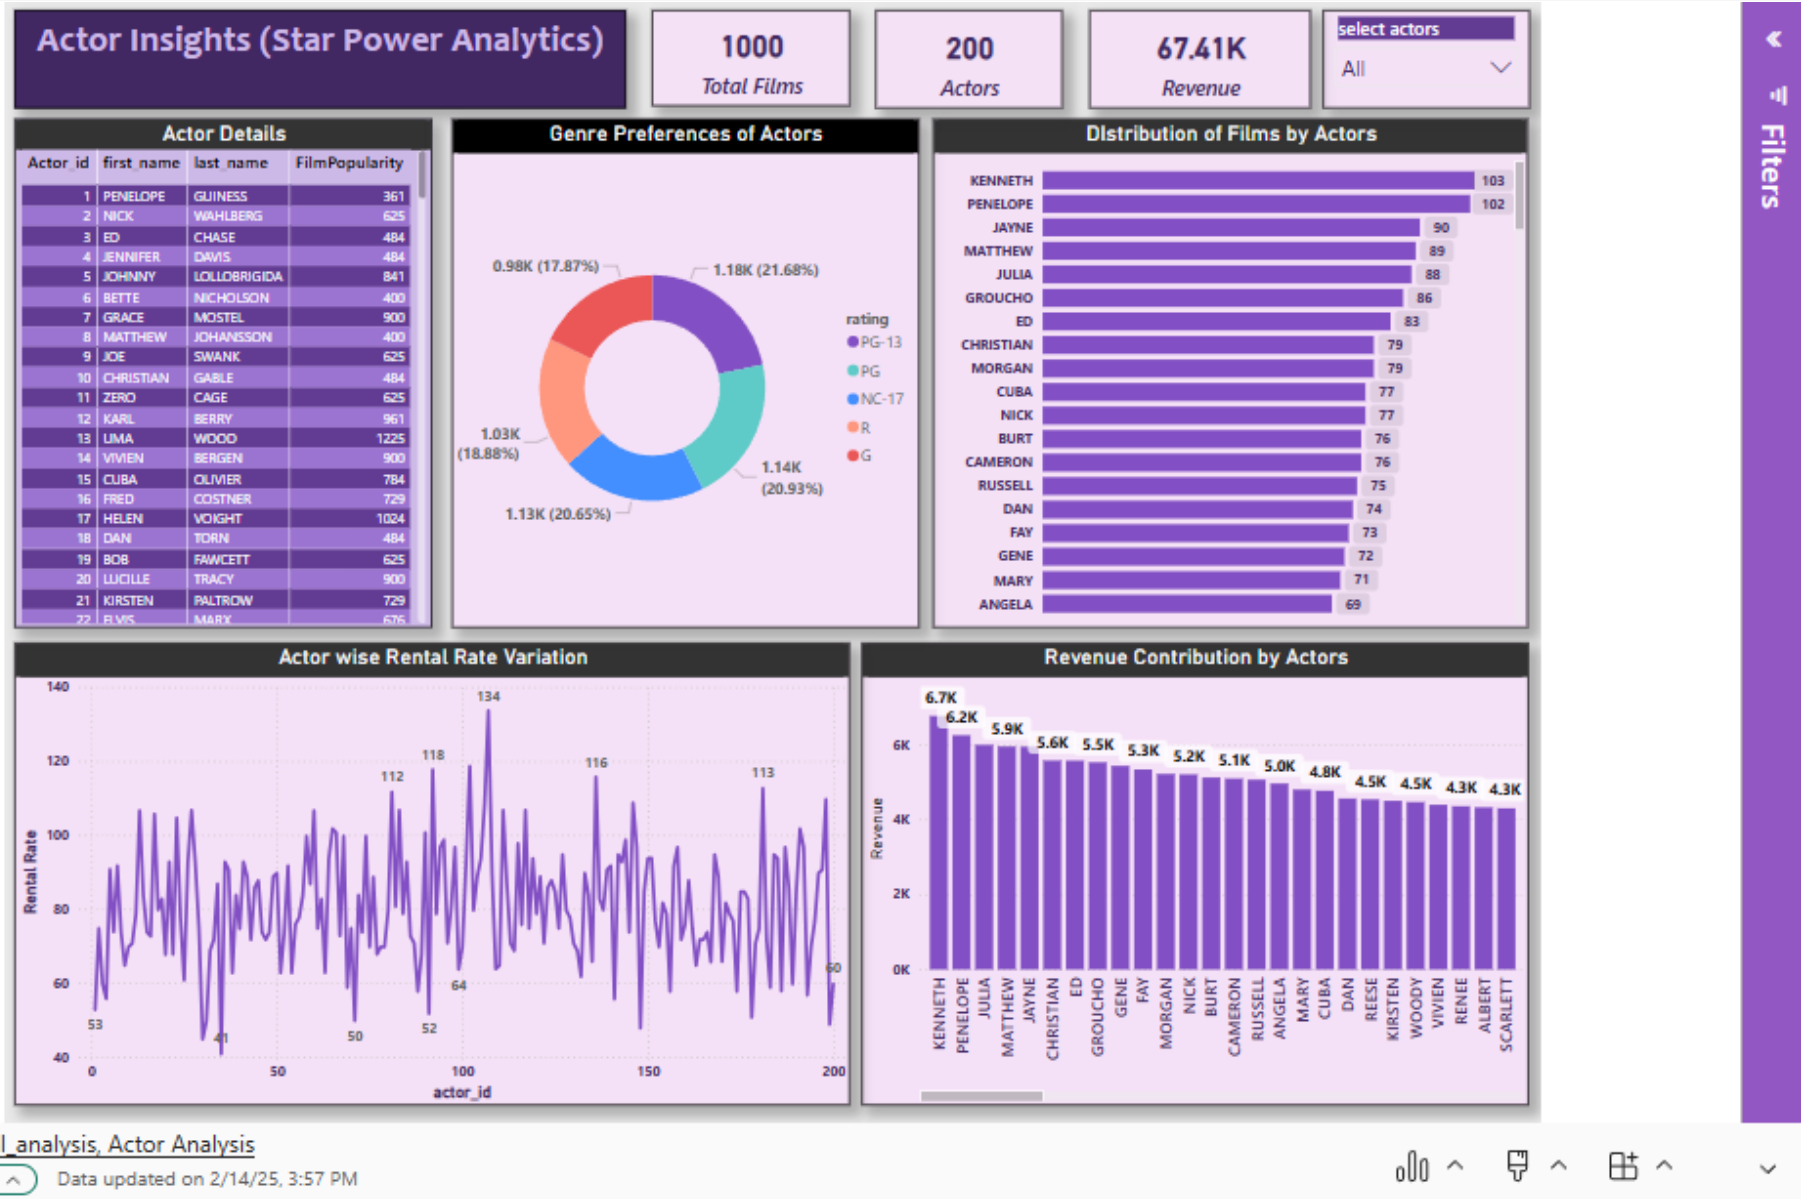 Actor Insights (Star Power Analytics)
1000
Total Films
200
Actors
67.41K
Revenue
select actors
All
Filters
Actor Details
Actor_id first_name last_name FilmPopularity
1 PENELOPE GUINESS 361
2 NICK WAHLBERG 625
3 ED CHASE 484
4 JENNIFER DAVIS 484
5 JOHNNY LOLLOBRIGIDA 841
6 BETTE NICHOLSON 400
7 GRACE MOSTEL 900
8 MATTHEW JOHANSSON 400
9 JOE SWANK 625
10 CHRISTIAN GABLE 484
11 ZERO CAGE 625
12 KARL BERRY 961
13 UMA WOOD 1225
14 VIVIEN BERGEN 900
15 CUBA OLIVIER 784
16 FRED COSTNER 729
17 HELEN VOIGHT 1024
18 DAN TORN 484
19 BOB FAWCETT 625
20 LUCILLE TRACY 900
21 KIRSTEN PALTROW 729
22 ELVIS MARX 676
Genre Preferences of Actors
0.98K (17.87%)
1.18K (21.68%)
1.03K
(18.88%)
1.14K
(20.93%)
1.13K (20.65%)
rating
PG-13
PG
NC-17
R
G
DIstribution of Films by Actors
KENNETH 103
PENELOPE 102
JAYNE 90
MATTHEW 89
JULIA 88
GROUCHO 86
ED 83
CHRISTIAN 79
MORGAN 79
CUBA 77
NICK 77
BURT 76
CAMERON 76
RUSSELL 75
DAN 74
FAY 73
GENE 72
MARY 71
ANGELA 69
Actor wise Rental Rate Variation
Rental Rate
140
120
100
80
60
40
53
41
50
112
118
52
64
134
116
113
60
0 50 100 150 200
actor_id
Revenue Contribution by Actors
Revenue
6K
4K
2K
0K
6.7K
6.2K
5.9K
5.6K
5.5K
5.3K
5.2K
5.1K
5.0K
4.8K
4.5K
4.5K
4.3K
4.3K
KENNETH
PENELOPE
JULIA
MATTHEW
JAYNE
CHRISTIAN
ED
GROUCHO
GENE
FAY
MORGAN
NICK
BURT
CAMERON
RUSSELL
ANGELA
MARY
CUBA
DAN
REESE
KIRSTEN
WOODY
VIVIEN
RENEE
ALBERT
SCARLETT
l_analysis, Actor Analysis
Data updated on 2/14/25, 3:57 PM